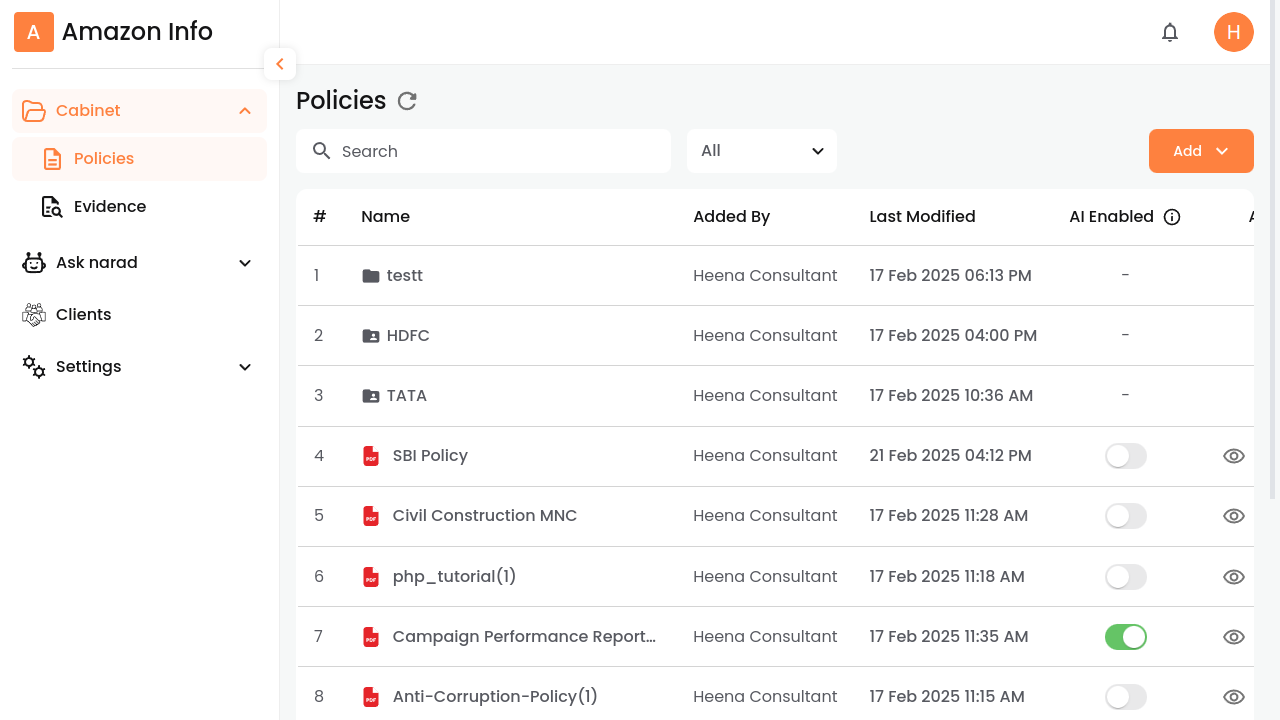 A Amazon Info
H
Cabinet
Policies
Evidence
Ask narad
Clients
Settings
Policies
Search
All
Add
# Name Added By Last Modified AI Enabled
1 testt Heena Consultant 17 Feb 2025 06:13 PM -
2 HDFC Heena Consultant 17 Feb 2025 04:00 PM -
3 TATA Heena Consultant 17 Feb 2025 10:36 AM -
4 SBI Policy Heena Consultant 21 Feb 2025 04:12 PM
5 Civil Construction MNC Heena Consultant 17 Feb 2025 11:28 AM
6 php_tutorial(1) Heena Consultant 17 Feb 2025 11:18 AM
7 Campaign Performance Report... Heena Consultant 17 Feb 2025 11:35 AM
8 Anti-Corruption-Policy(1) Heena Consultant 17 Feb 2025 11:15 AM